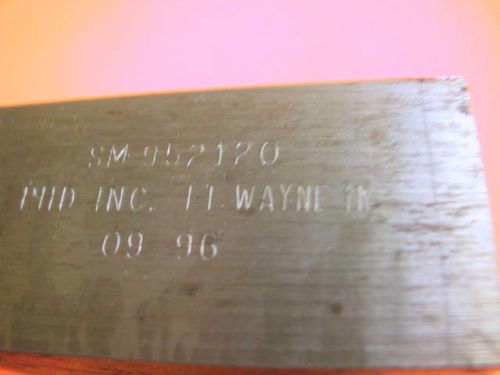 SM-952120
PHD INC. FT. WAYNE IN
09 96